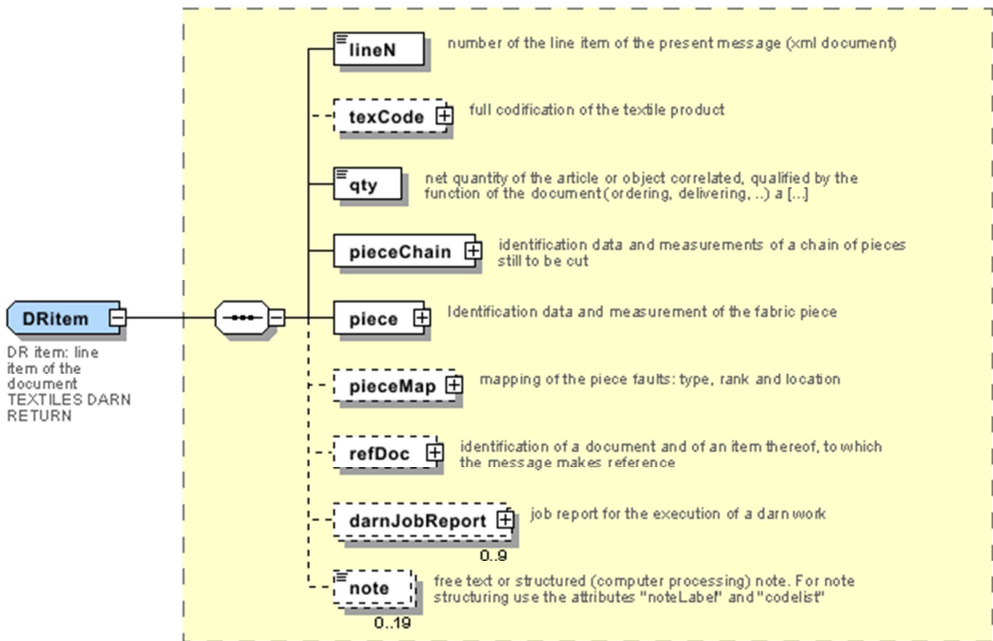 lineN
number of the line item of the present message (xml document)
texCode
full codification of the textile product
qty
net quantity of the article or object correlated, qualified by the
function of the document (ordering, delivering, ..) a [...]
pieceChain
identification data and measurements of a chain of pieces
still to be cut
DRitem
DR item: line
item of the
document
TEXTILES DARN
RETURN
piece
Identification data and measurement of the fabric piece
pieceMap
mapping of the piece faults: type, rank and location
refDoc
identification of a document and of an item thereof, to which
the message makes reference
darnJobReport
job report for the execution of a darn work
0..9
note
free text or structured (computer processing) note. For note
structuring use the attributes "noteLabel" and "codelist"
0..19